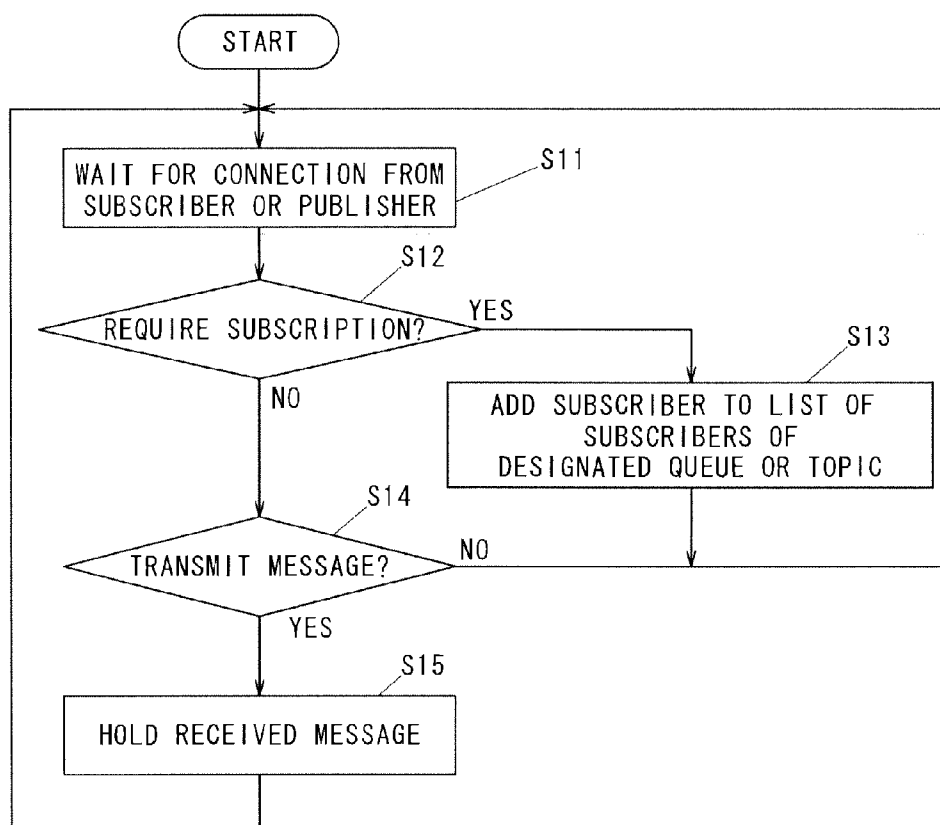 START
WAIT FOR CONNECTION FROM
SUBSCRIBER OR PUBLISHER
S11
S12
REQUIRE SUBSCRIPTION?
YES
NO
S13
ADD SUBSCRIBER TO LIST OF
SUBSCRIBERS OF
DESIGNATED QUEUE OR TOPIC
S14
TRANSMIT MESSAGE?
NO
YES
S15
HOLD RECEIVED MESSAGE